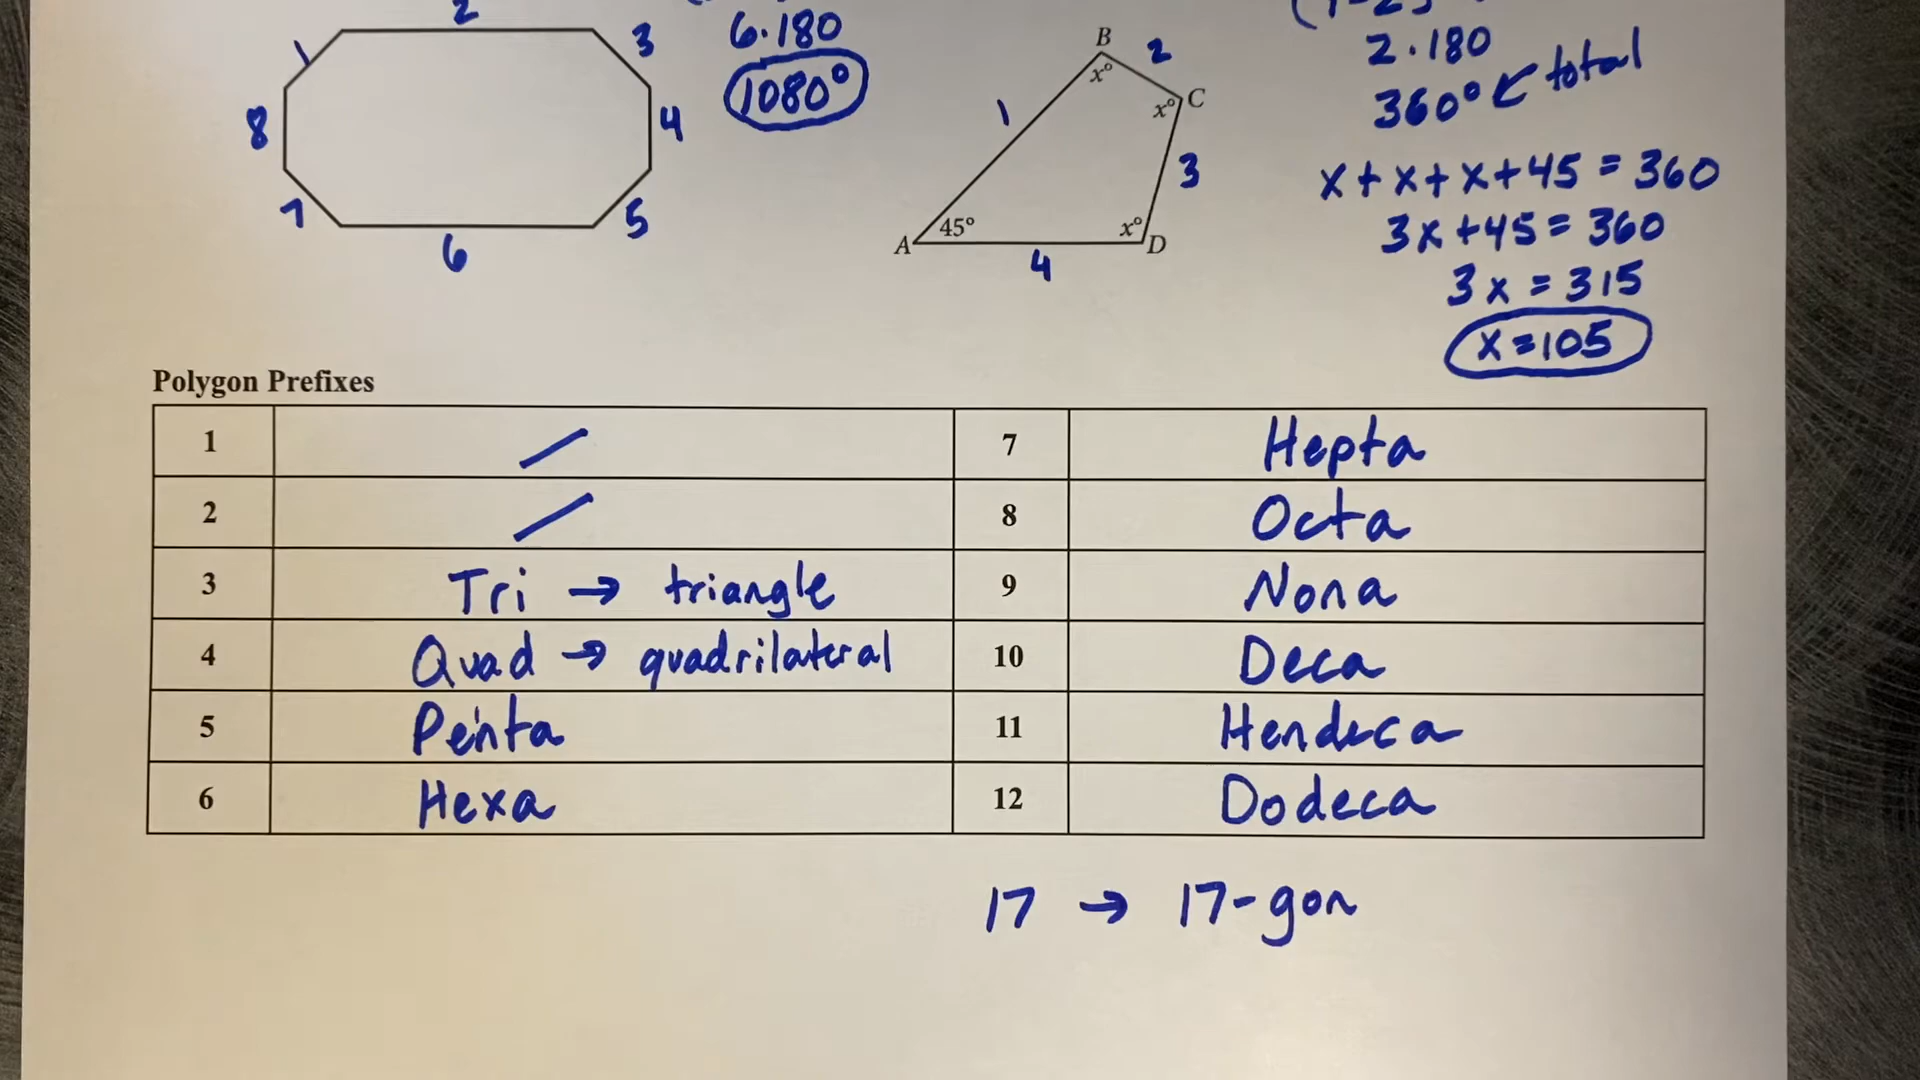 2
1
3
8
4
7
5
6
6·180
1080°
B
2
x°
1
x° C
3
45°
x°
A
D
4
2·180
360° ← total
x + x + x + 45 = 360
3x + 45 = 360
3x = 315
x = 105
Polygon Prefixes
1 / 7 Hepta
2 / 8 Octa
3 Tri → triangle 9 Nona
4 Quad → quadrilateral 10 Deca
5 Penta 11 Hendeca
6 Hexa 12 Dodeca
17 → 17-gon